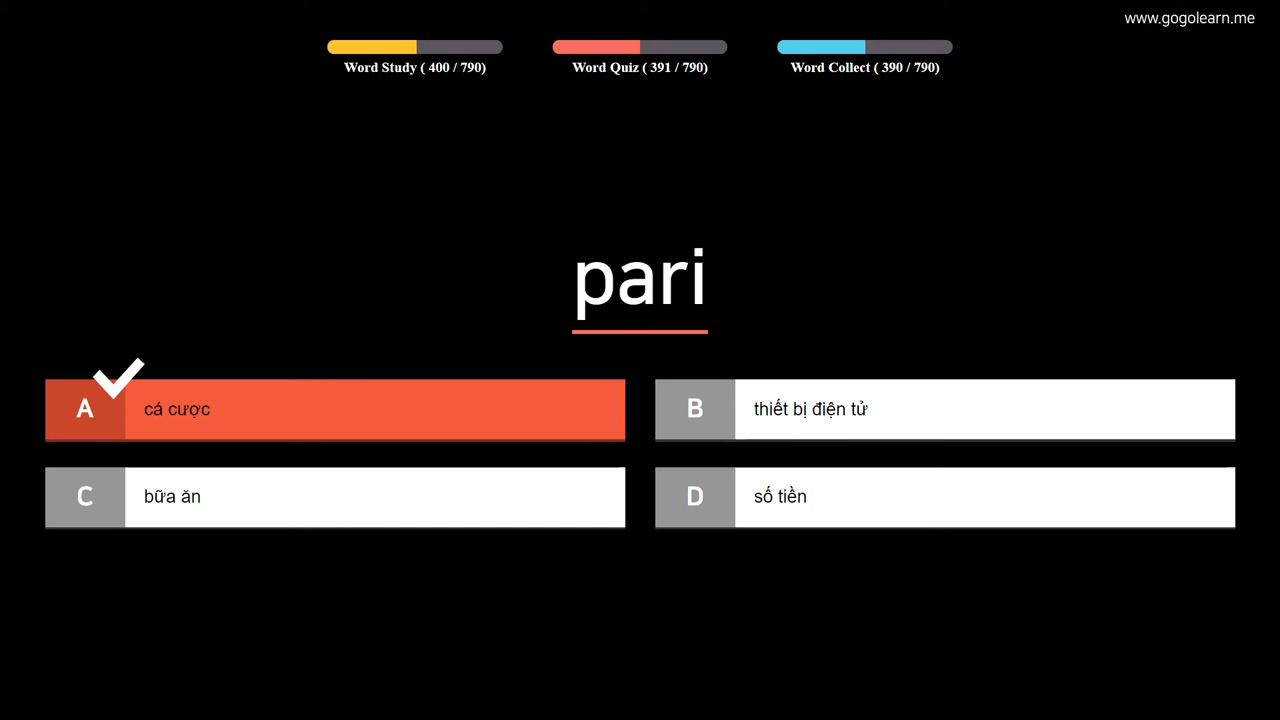 www.gogolearn.me
Word Study ( 400 / 790)
Word Quiz ( 391 / 790)
Word Collect ( 390 / 790)
pari
A cá cược
B thiết bị điện tử
C bữa ăn
D số tiền